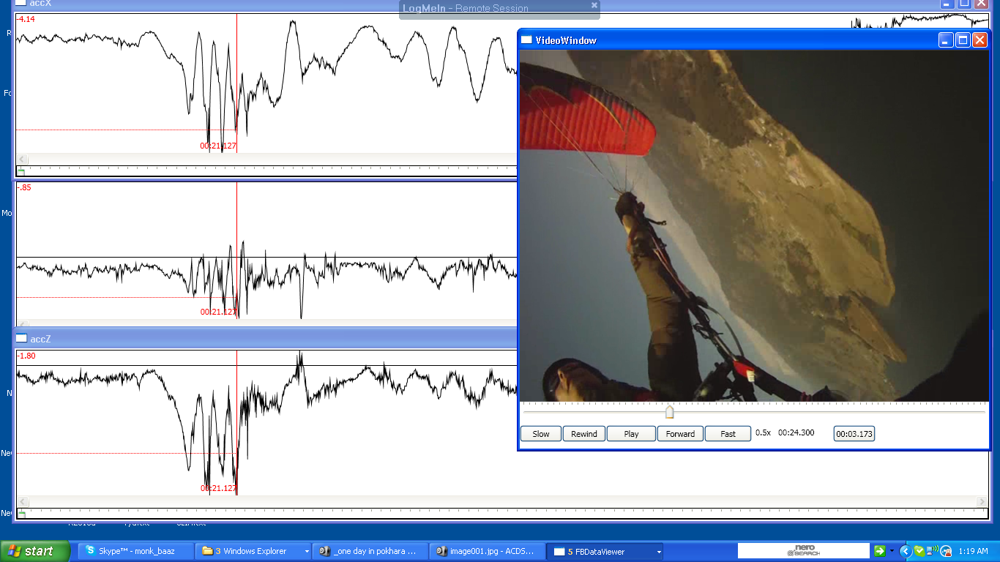 accX
LogMeIn - Remote Session
-4.14
VideoWindow
Fo
00:21.127
-.85
Mo
00:21.127
accZ
-1.80
N
Slow Rewind Play Forward Fast 0.5x 00:24.300 00:03.173
00:21.127
start Skype™ - monk_baaz 3 Windows Explorer _one day in pokhara ... image001.jpg - ACDS... 5 FBDataViewer nero SEARCH 1:19 AM